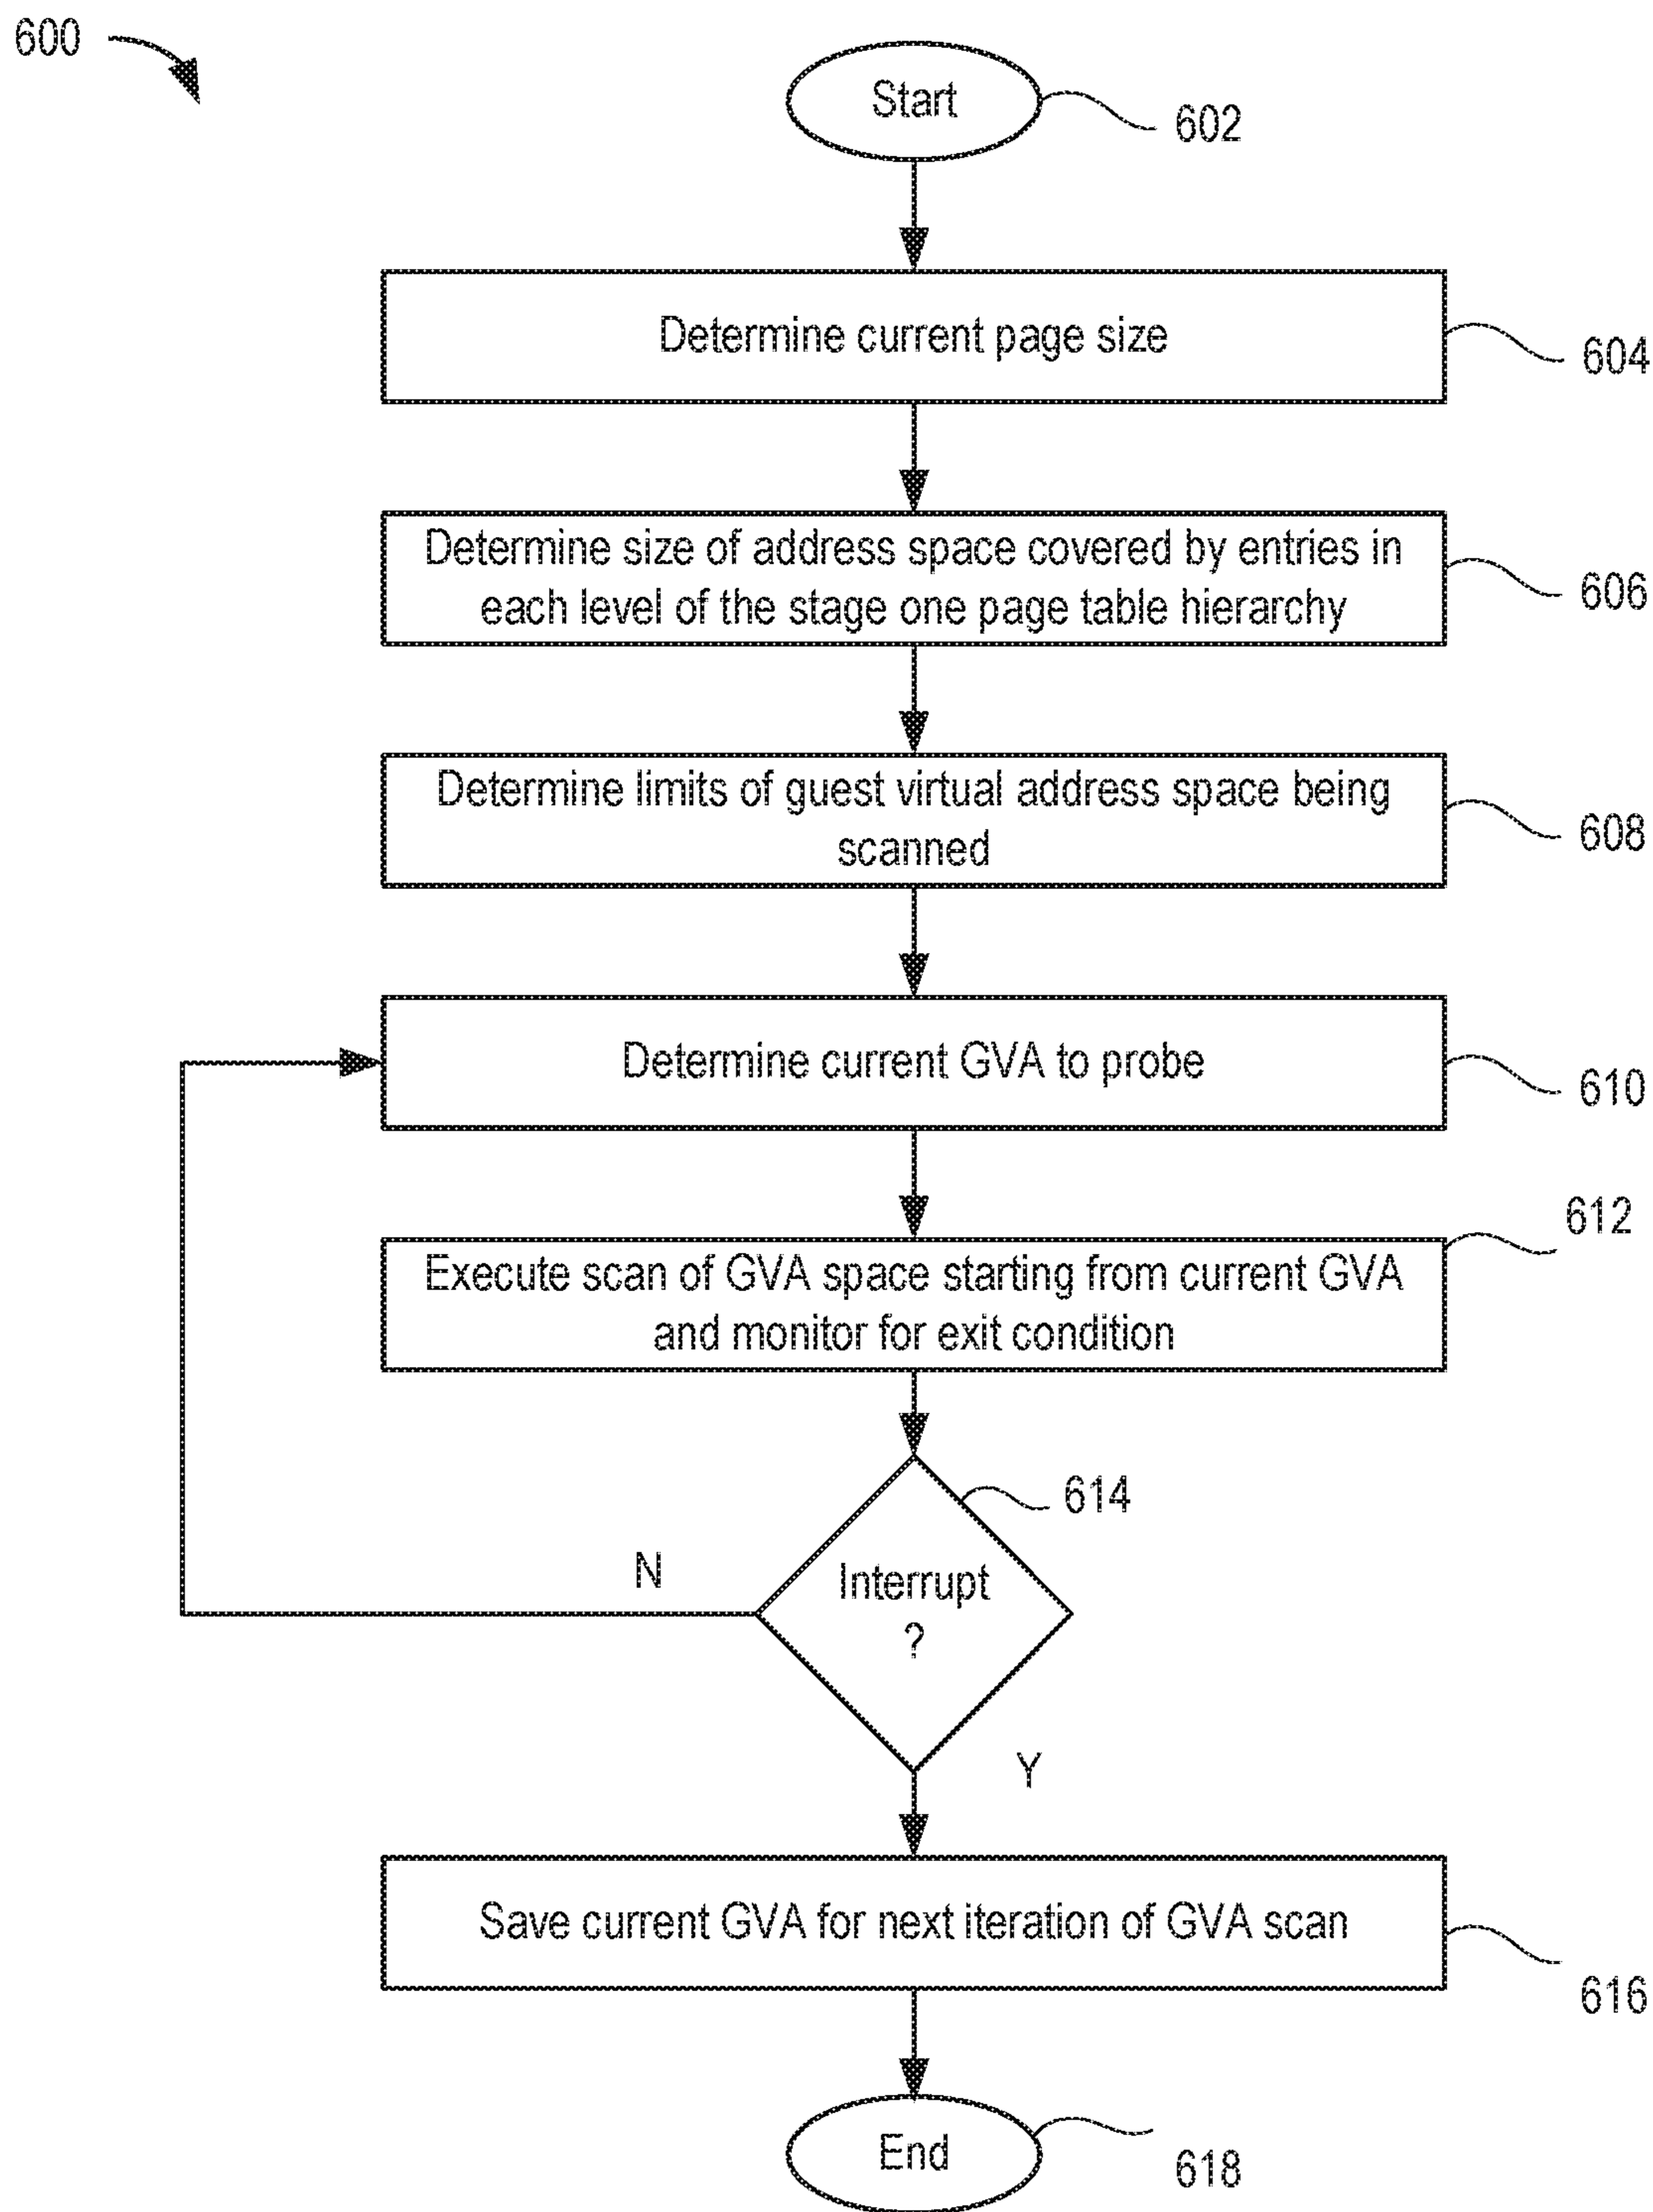 600
Start
602
Determine current page size
604
Determine size of address space covered by entries in
each level of the stage one page table hierarchy
606
Determine limits of guest virtual address space being
scanned
608
Determine current GVA to probe
610
612
Execute scan of GVA space starting from current GVA
and monitor for exit condition
614
N
Interrupt
?
Y
Save current GVA for next iteration of GVA scan
616
End
618